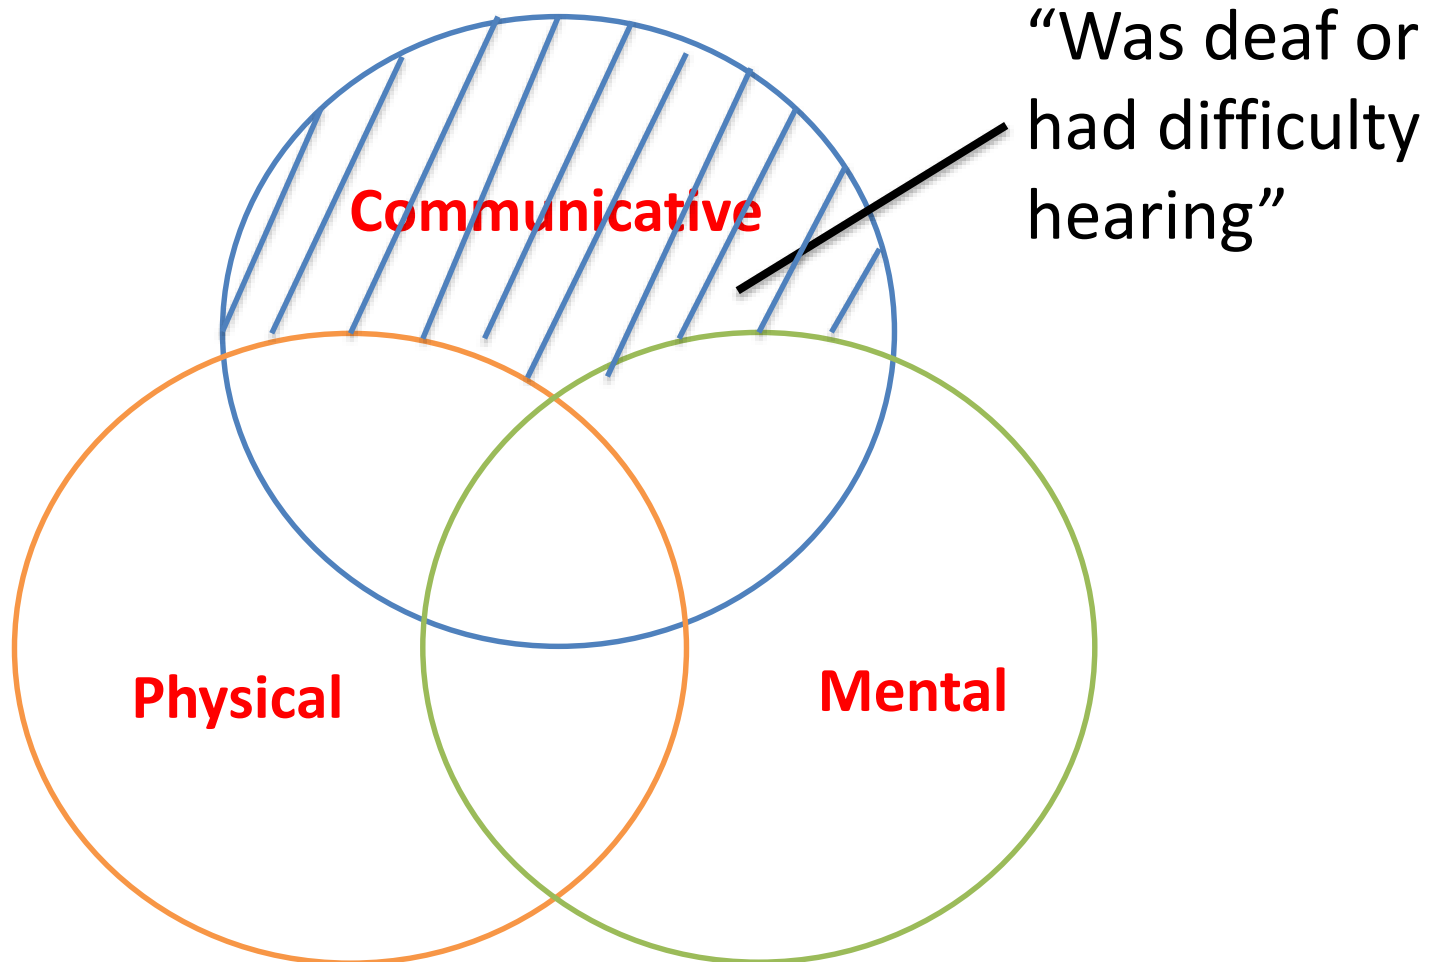 “Was deaf or
had difficulty
hearing”
Communicative
Physical
Mental